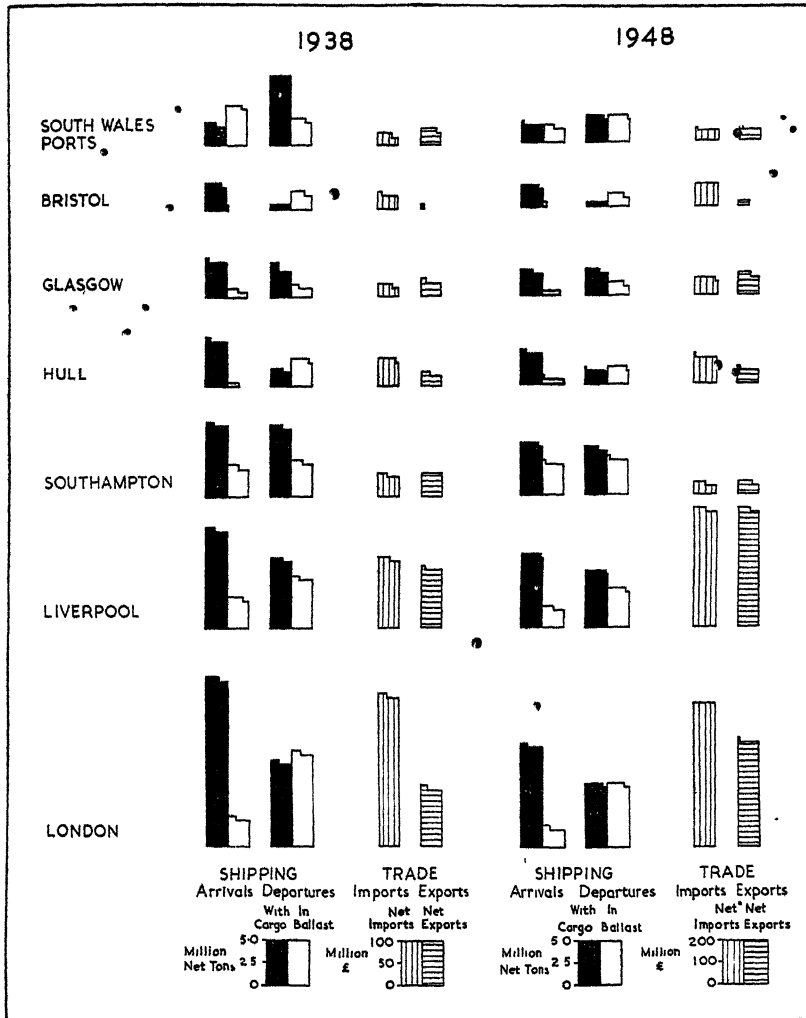 1938 1948
SOUTH WALES
PORTS
BRISTOL
GLASGOW
HULL
SOUTHAMPTON
LIVERPOOL
LONDON
SHIPPING TRADE SHIPPING TRADE
Arrivals Departures Imports Exports Arrivals Departures Imports Exports
With In Net Net With In Net Net
Cargo Ballast Imports Exports Cargo Ballast Imports Exports
Million
Net Tons
5·0
2 5
0
Million
£
100
50
0
Million
Net Tons
5 0
2 5
0
Million
£
200
100
0